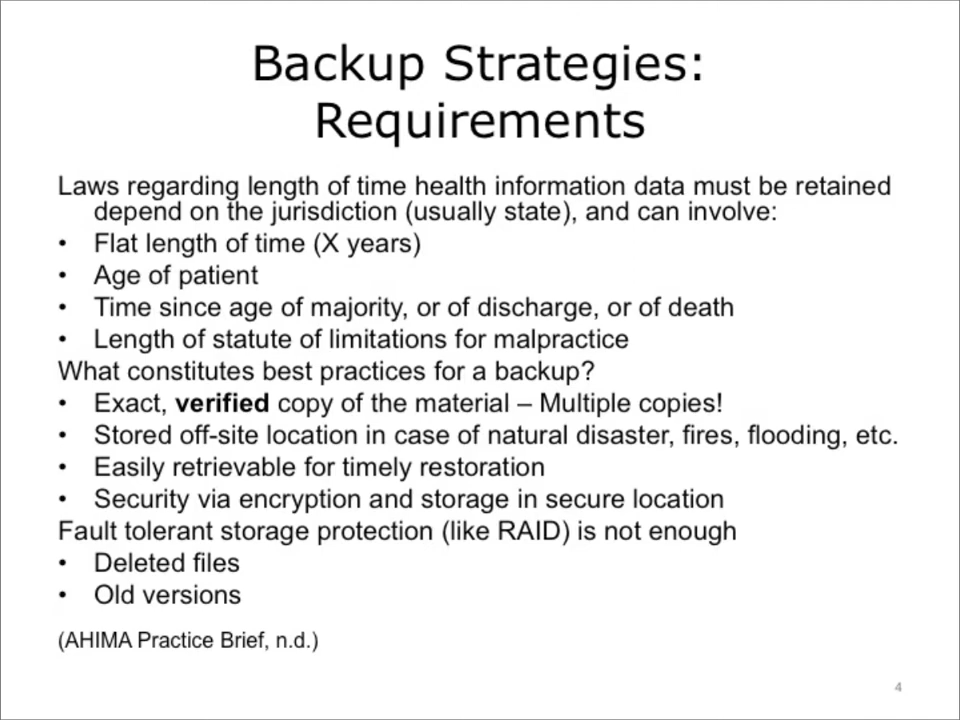 Backup Strategies:
Requirements
Laws regarding length of time health information data must be retained
depend on the jurisdiction (usually state), and can involve:
• Flat length of time (X years)
• Age of patient
• Time since age of majority, or of discharge, or of death
• Length of statute of limitations for malpractice
What constitutes best practices for a backup?
• Exact, verified copy of the material – Multiple copies!
• Stored off-site location in case of natural disaster, fires, flooding, etc.
• Easily retrievable for timely restoration
• Security via encryption and storage in secure location
Fault tolerant storage protection (like RAID) is not enough
• Deleted files
• Old versions
(AHIMA Practice Brief, n.d.)
4